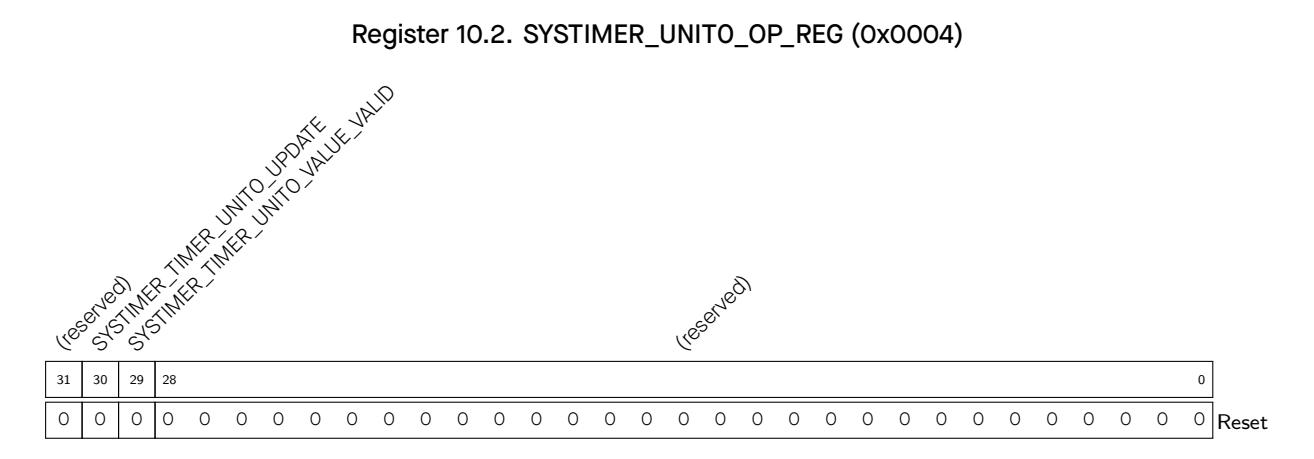 Register 10.2. SYSTIMER_UNIT0_OP_REG (0x0004)
(reserved)
SYSTIMER_TIMER_UNIT0_UPDATE
SYSTIMER_TIMER_UNIT0_VALUE_VALID
(reserved)
31 30 29 28 0
0 0 0 0 0 0 0 0 0 0 0 0 0 0 0 0 0 0 0 0 0 0 0 0 0 0 0 0 0 0 0 0 Reset